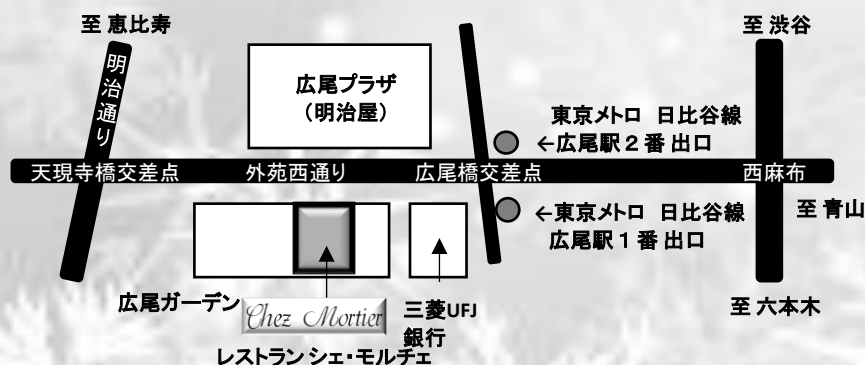 至 恵比寿
至 渋谷
明治通り
広尾プラザ
（明治屋）
東京メトロ 日比谷線
←広尾駅２番出口
天現寺橋交差点
外苑西通り
広尾橋交差点
西麻布
至 青山
←東京メトロ 日比谷線
広尾駅１番出口
広尾ガーデン
Chez Mortier
三菱UFJ
銀行
至 六本木
レストラン シェ・モルチェ